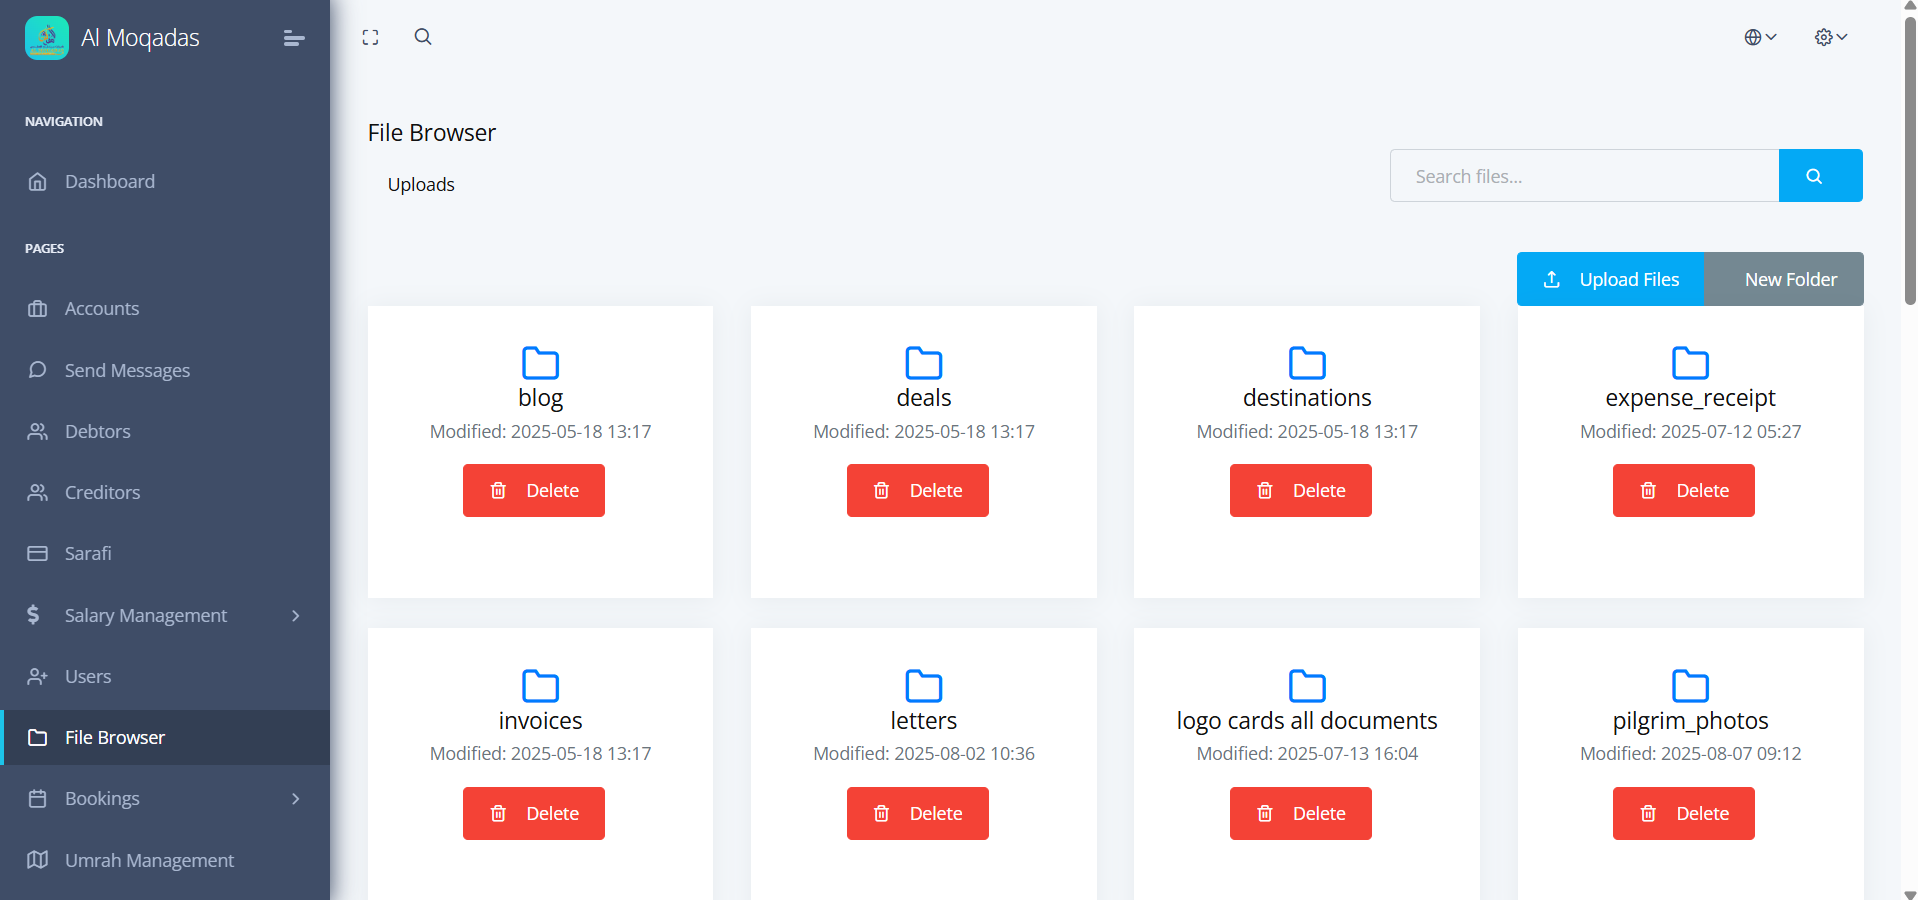 Al Moqadas
NAVIGATION
Dashboard
PAGES
Accounts
Send Messages
Debtors
Creditors
Sarafi
Salary Management
Users
File Browser
Bookings
Umrah Management
File Browser
Uploads
Search files...
Upload Files
New Folder
blog
Modified: 2025-05-18 13:17
Delete
deals
Modified: 2025-05-18 13:17
Delete
destinations
Modified: 2025-05-18 13:17
Delete
expense_receipt
Modified: 2025-07-12 05:27
Delete
invoices
Modified: 2025-05-18 13:17
Delete
letters
Modified: 2025-08-02 10:36
Delete
logo cards all documents
Modified: 2025-07-13 16:04
Delete
pilgrim_photos
Modified: 2025-08-07 09:12
Delete